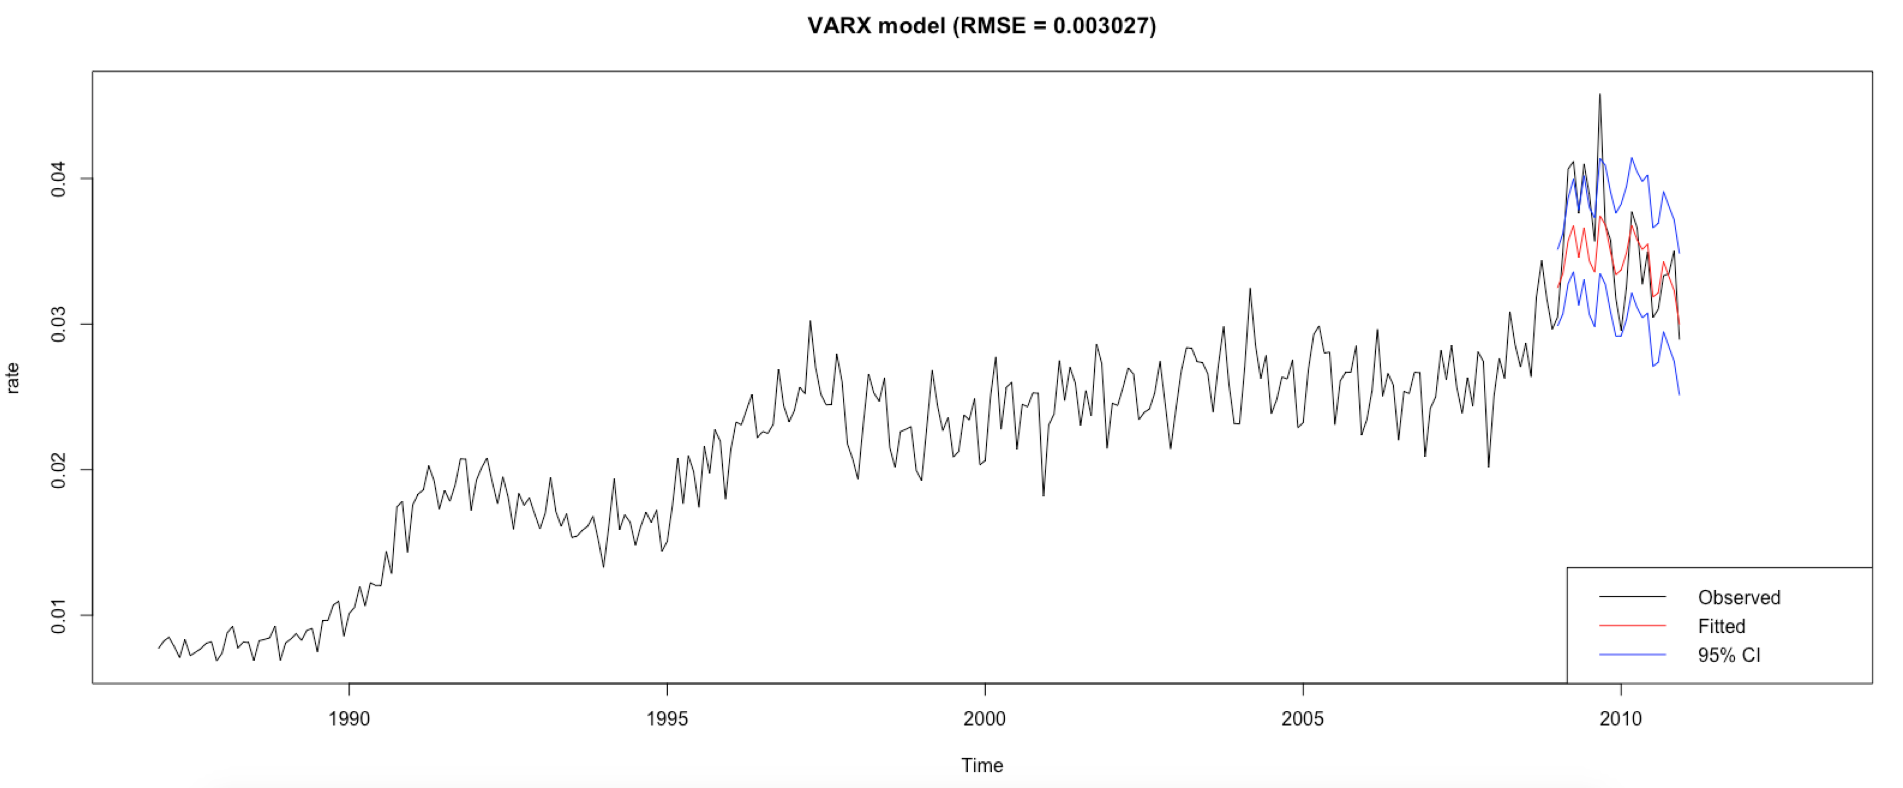 VARX model (RMSE = 0.003027)
0.04
0.03
rate
0.02
0.01
Observed
Fitted
95% CI
1990 1995 2000 2005 2010
Time